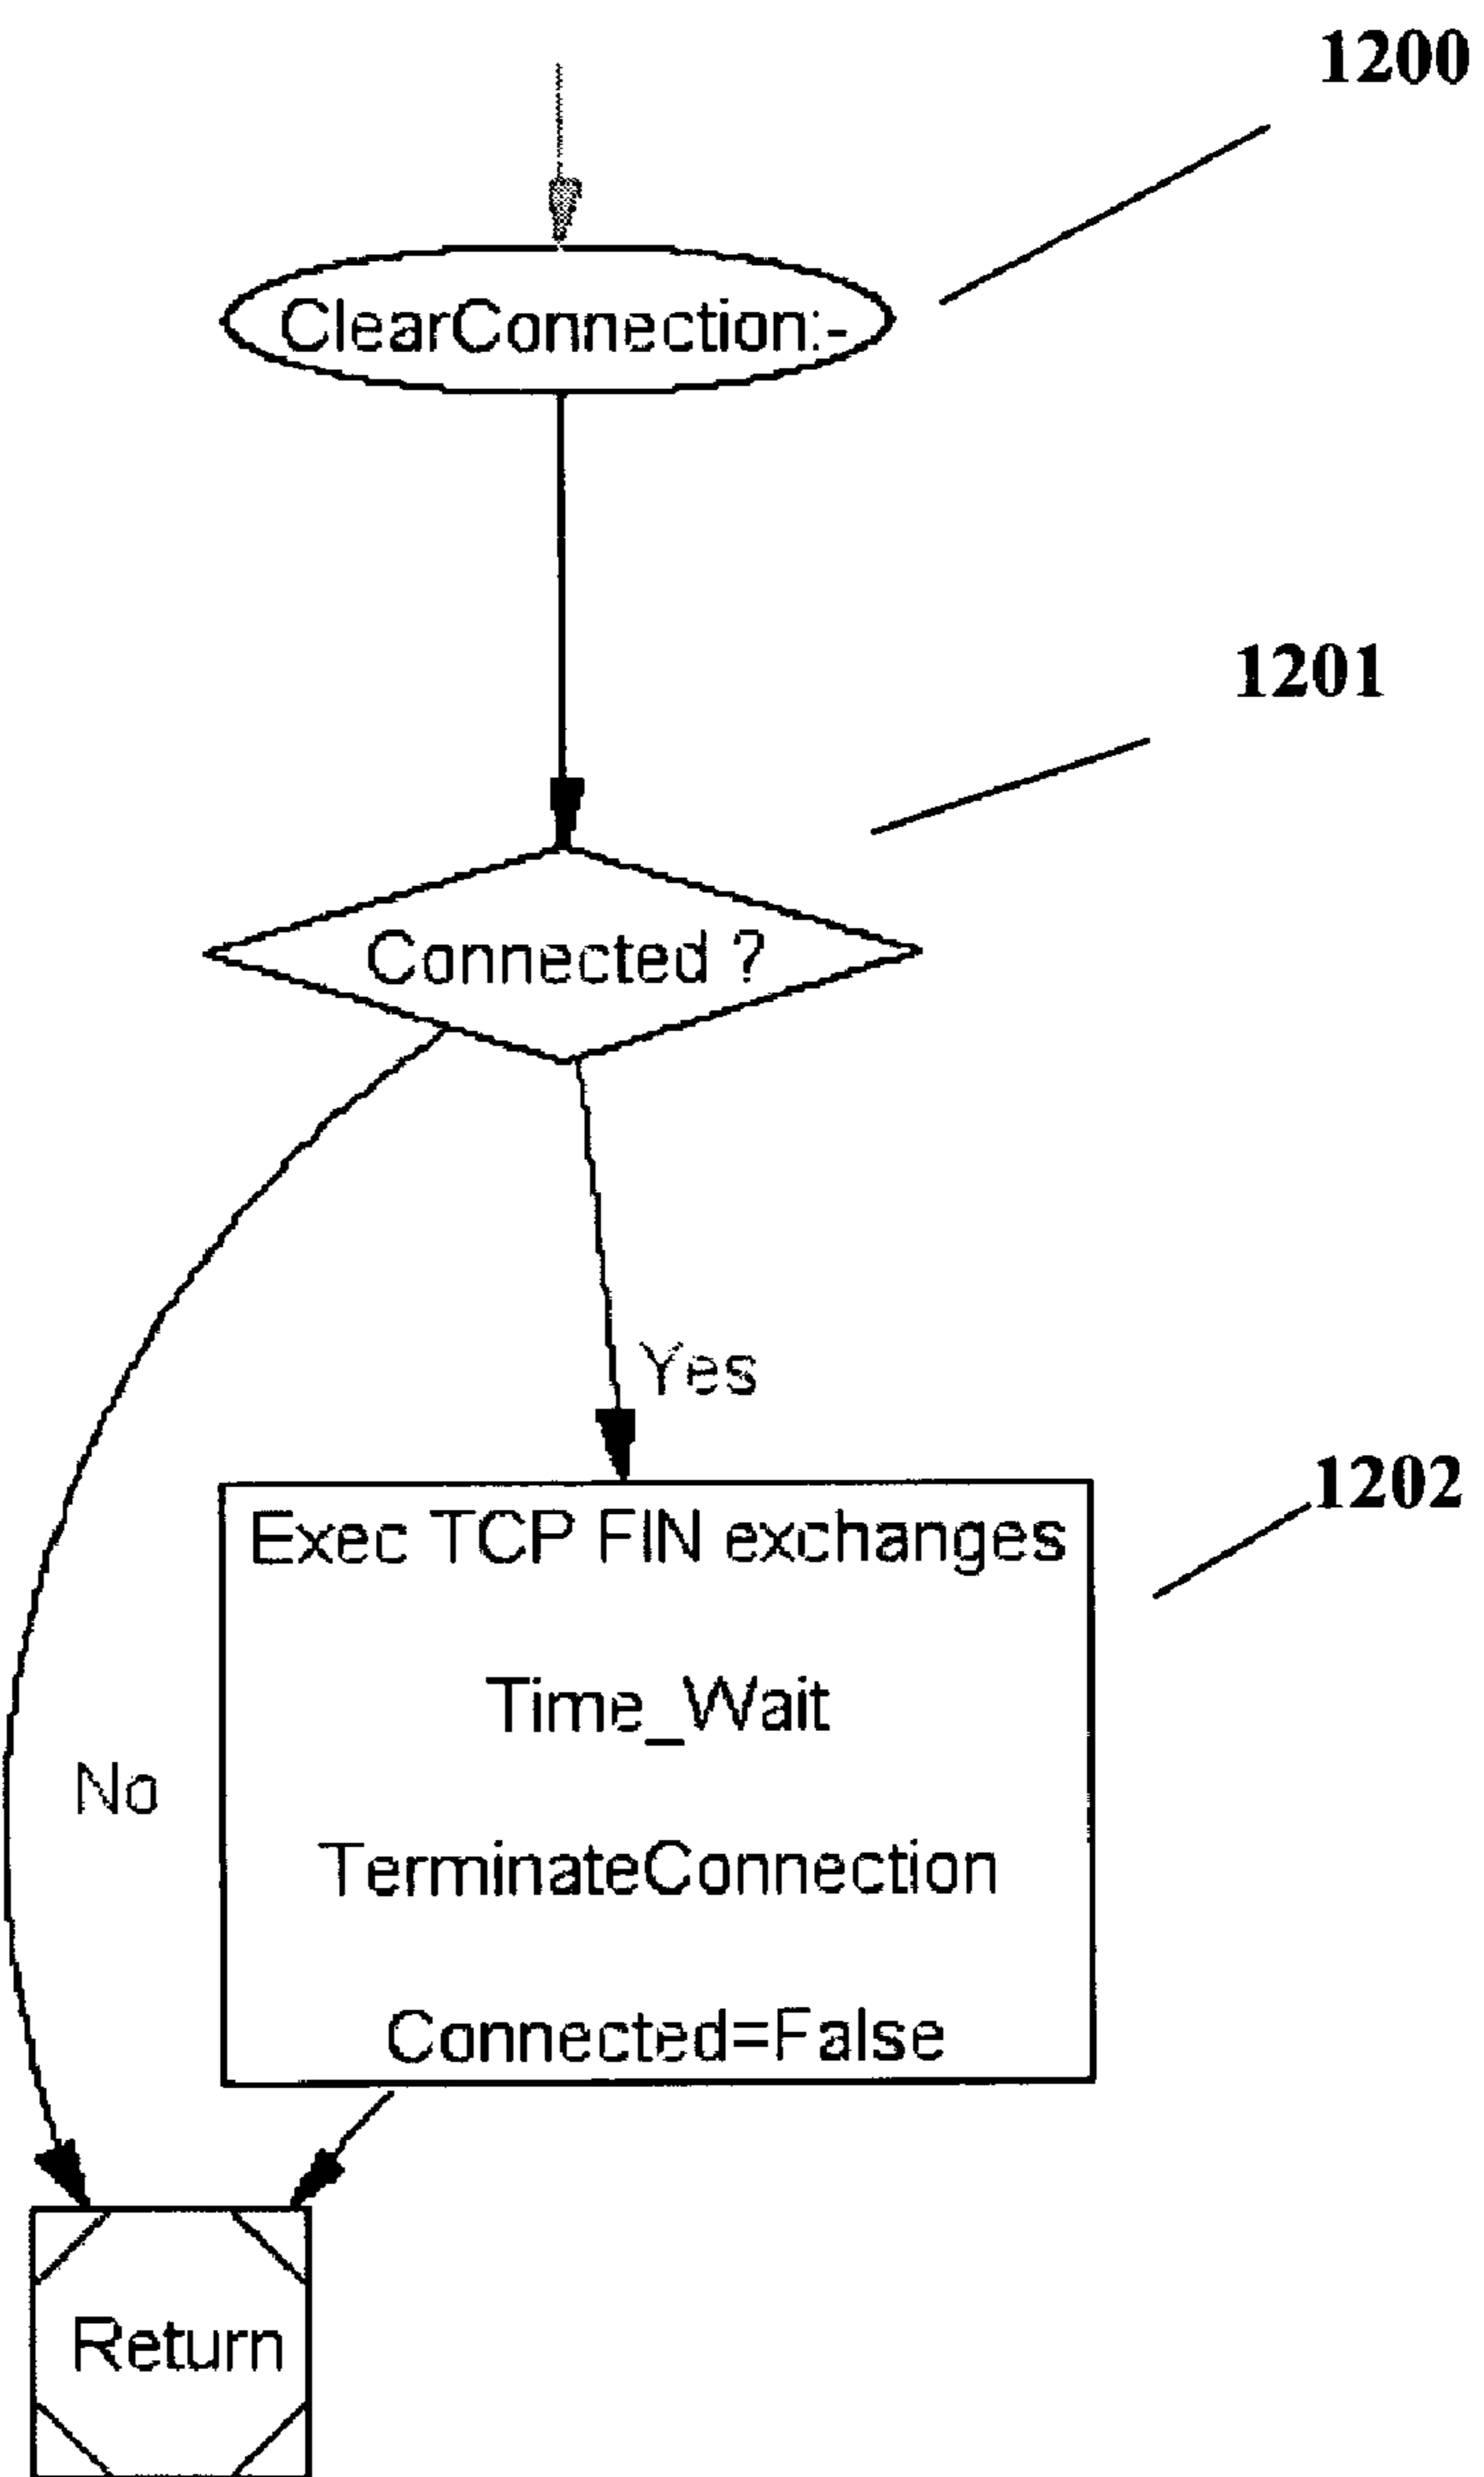 1200
ClearConnection:-
1201
Connected ?
Yes
1202
Exec TCP FIN exchanges
Time_Wait
No
TerminateConnection
Connected=False
Return